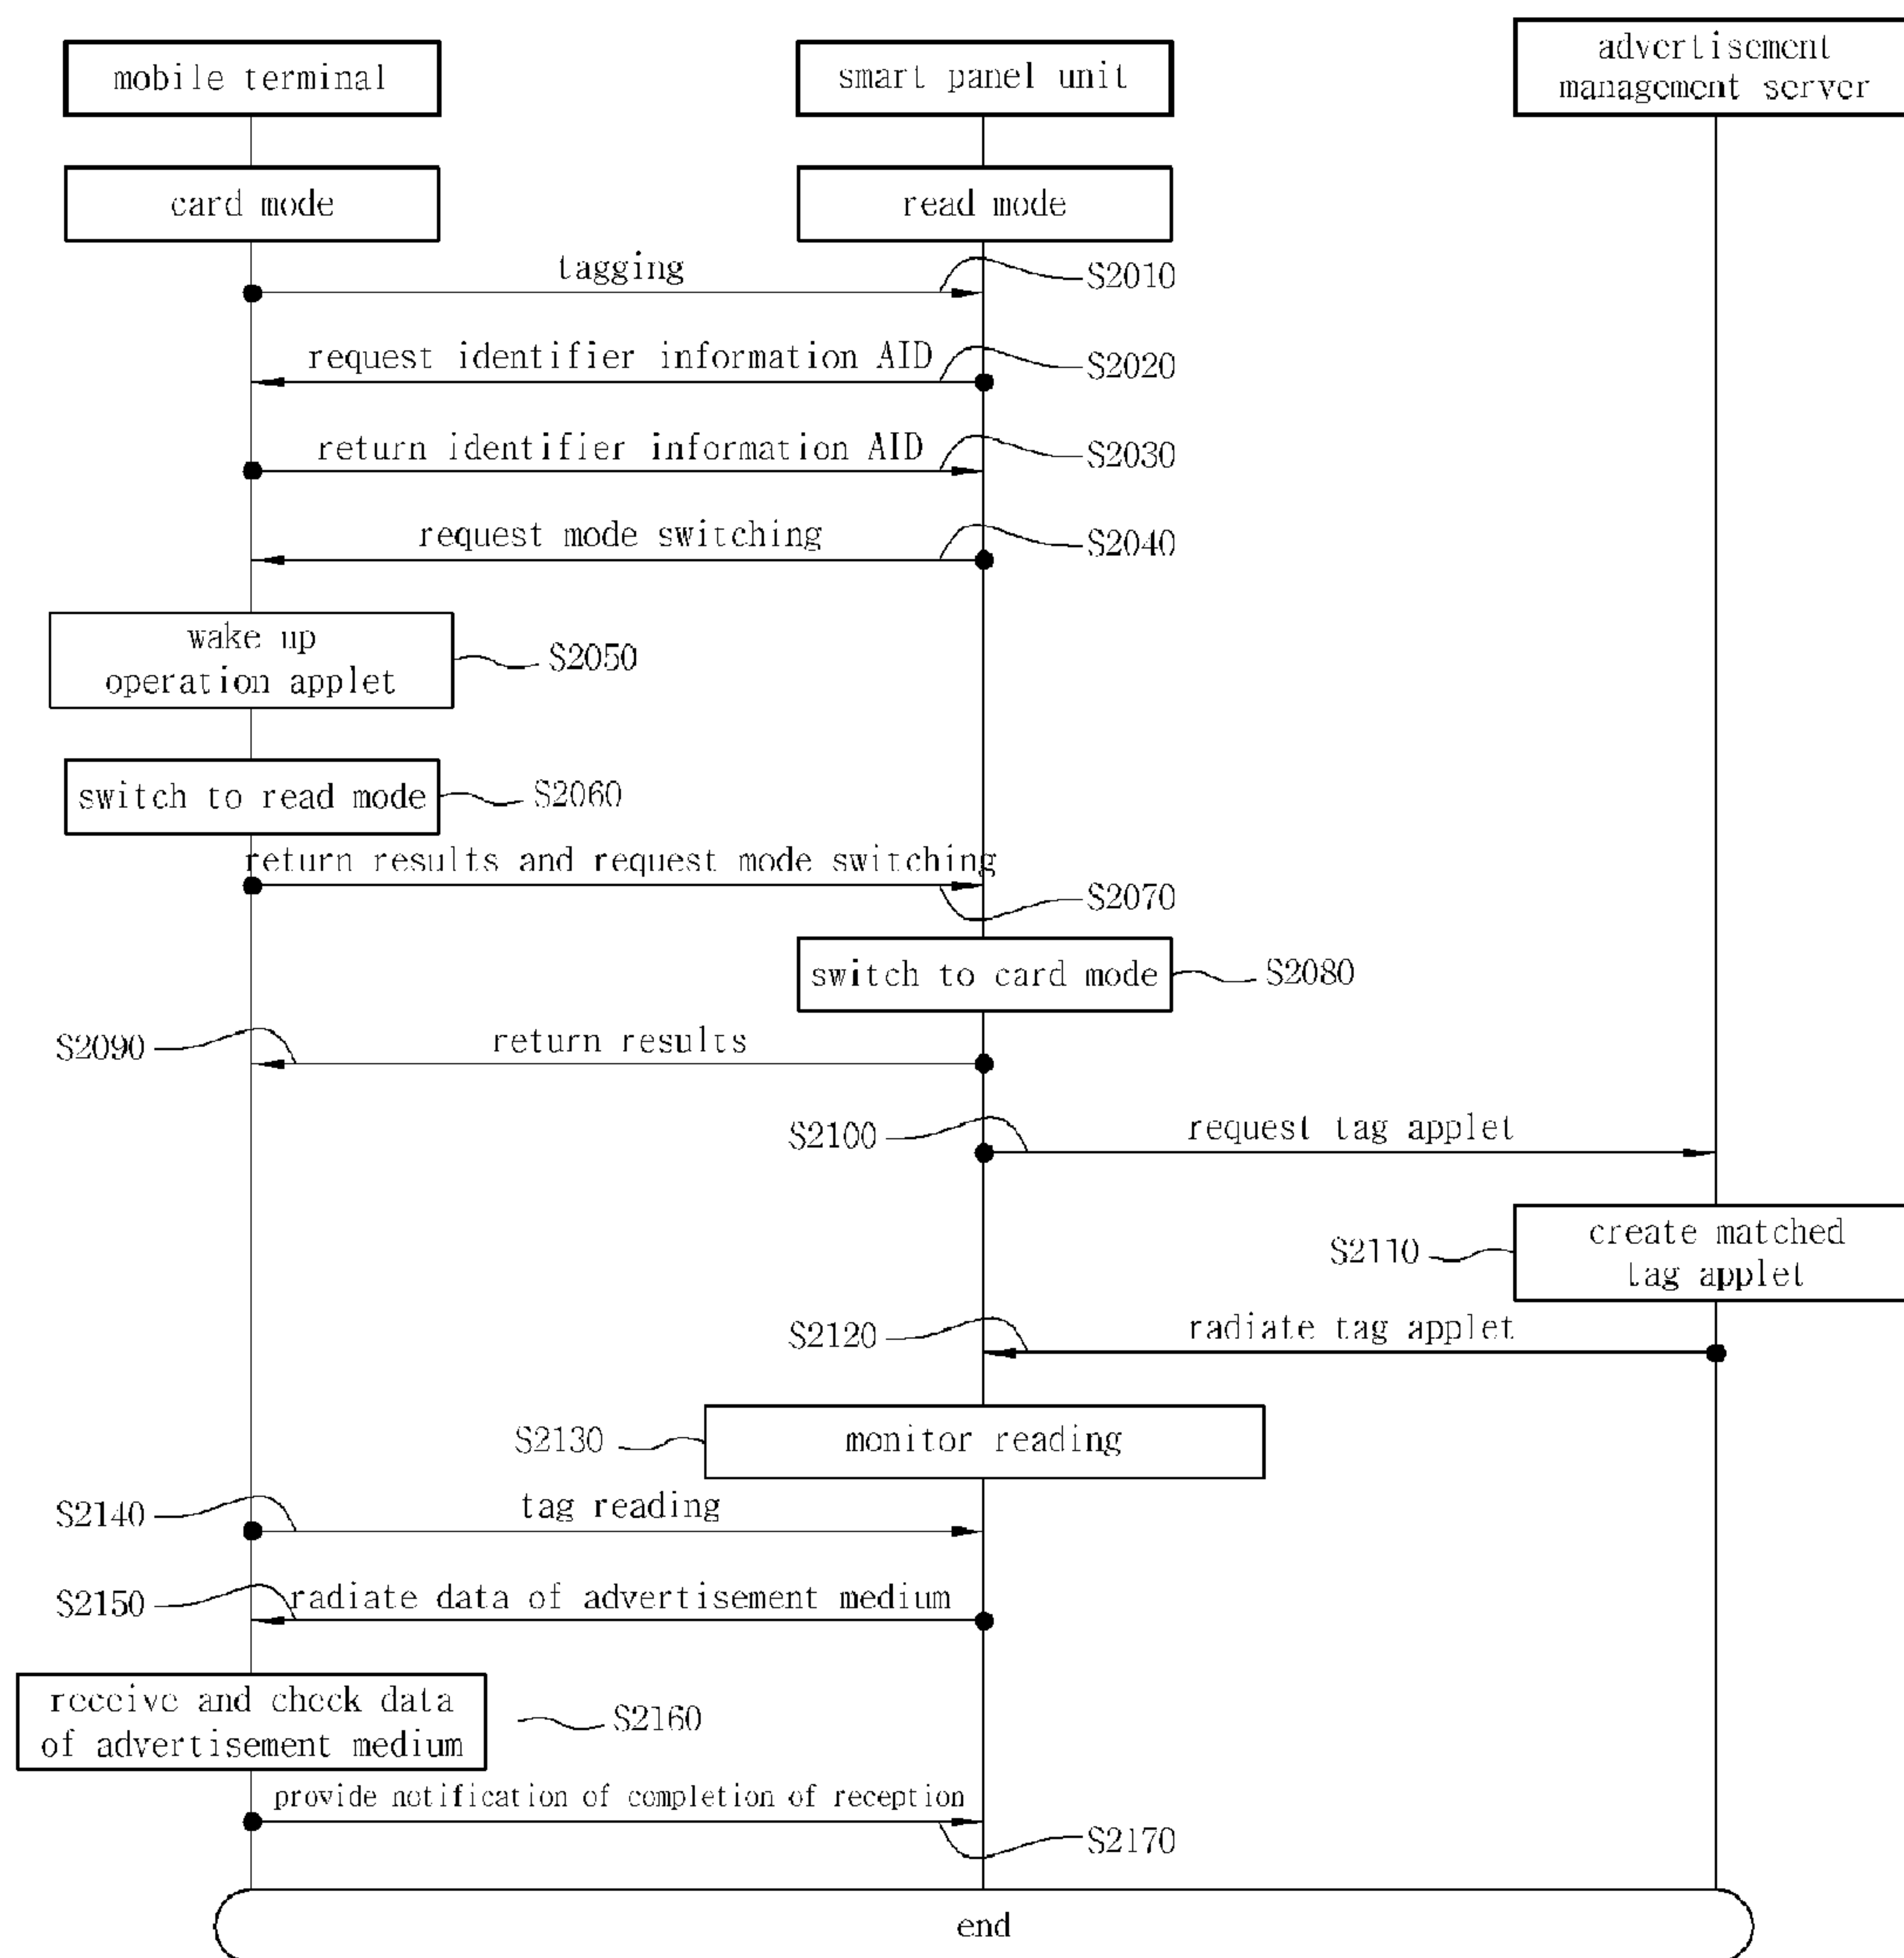 mobile terminal
smart panel unit
advertisement
management server
card mode
read mode
tagging
S2010
request identifier information AID
S2020
return identifier information AID
S2030
request mode switching
S2040
wake up
operation applet
S2050
switch to read mode
S2060
return results and request mode switching
S2070
switch to card mode
S2080
S2090
return results
S2100
request tag applet
S2110
create matched
tag applet
S2120
radiate tag applet
S2130
monitor reading
S2140
tag reading
S2150
radiate data of advertisement medium
receive and check data
of advertisement medium
S2160
provide notification of completion of reception
S2170
end